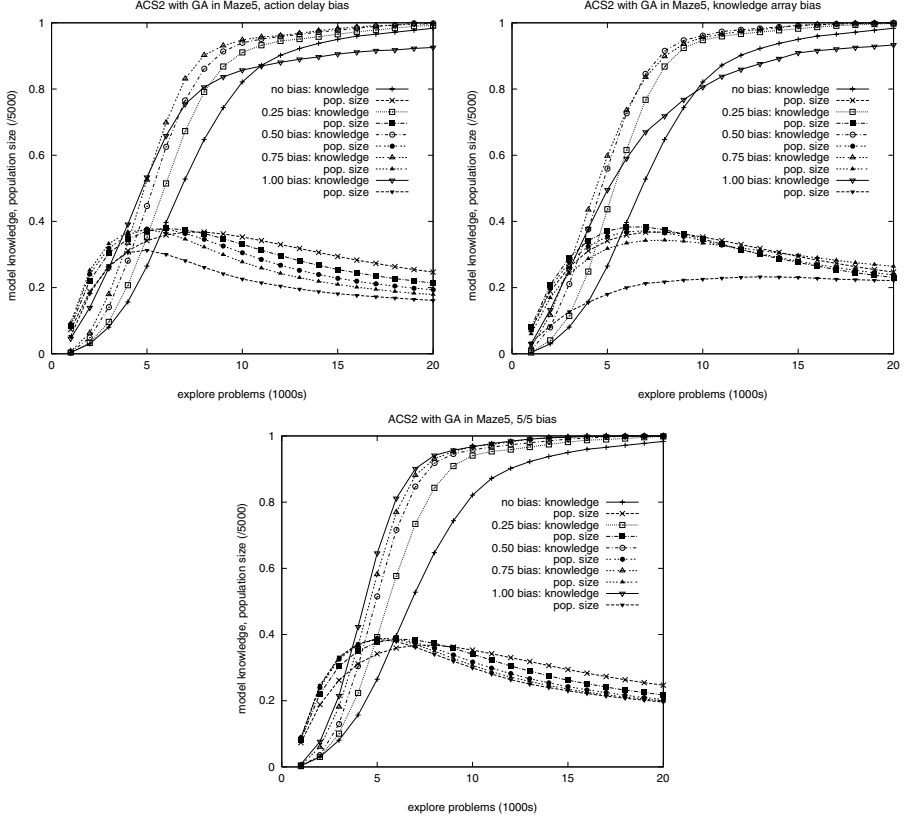 ACS2 with GA in Maze5, action delay bias
model knowledge, population size (/5000)
1
0.8
0.6
0.4
0.2
0
no bias: knowledge
pop. size
0.25 bias: knowledge
pop. size
0.50 bias: knowledge
pop. size
0.75 bias: knowledge
pop. size
1.00 bias: knowledge
pop. size
0 5 10 15 20
explore problems (1000s)
ACS2 with GA in Maze5, knowledge array bias
model knowledge, population size (/5000)
1
0.8
0.6
0.4
0.2
0
no bias: knowledge
pop. size
0.25 bias: knowledge
pop. size
0.50 bias: knowledge
pop. size
0.75 bias: knowledge
pop. size
1.00 bias: knowledge
pop. size
0 5 10 15 20
explore problems (1000s)
ACS2 with GA in Maze5, 5/5 bias
model knowledge, population size (/5000)
1
0.8
0.6
0.4
0.2
0
no bias: knowledge
pop. size
0.25 bias: knowledge
pop. size
0.50 bias: knowledge
pop. size
0.75 bias: knowledge
pop. size
1.00 bias: knowledge
pop. size
0 5 10 15 20
explore problems (1000s)